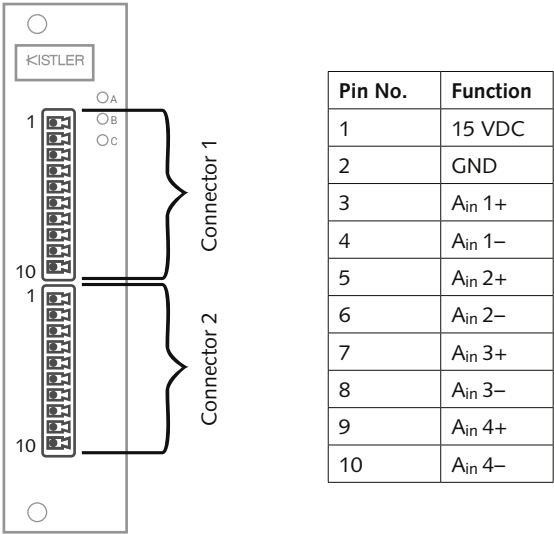 KISTLER
A
B
C
1
10
Connector 1
1
10
Connector 2
Pin No. Function
1 15 VDC
2 GND
3 Ain 1+
4 Ain 1–
5 Ain 2+
6 Ain 2–
7 Ain 3+
8 Ain 3–
9 Ain 4+
10 Ain 4–